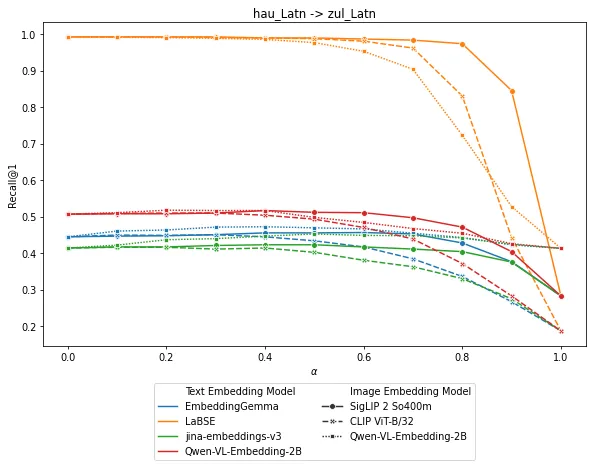 hau_Latn -> zul_Latn
Recall@1
1.0
0.9
0.8
0.7
0.6
0.5
0.4
0.3
0.2
0.0 0.2 0.4 0.6 0.8 1.0
α
Text Embedding Model Image Embedding Model
EmbeddingGemma SigLIP 2 So400m
LaBSE CLIP ViT-B/32
jina-embeddings-v3 Qwen-VL-Embedding-2B
Qwen-VL-Embedding-2B